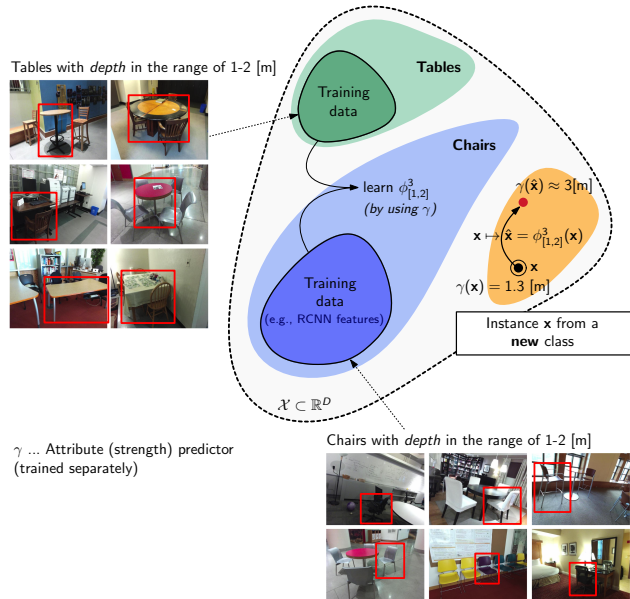 Tables with depth in the range of 1-2 [m]
Tables
Training
data
Chairs
learn ϕ³[1,2]
(by using γ)
γ(x̂) ≈ 3[m]
x ↦ x̂ = ϕ³[1,2](x)
x
γ(x) = 1.3 [m]
Training
data
(e.g., RCNN features)
Instance x from a
new class
𝒳 ⊂ ℝᴰ
γ ... Attribute (strength) predictor
(trained separately)
Chairs with depth in the range of 1-2 [m]